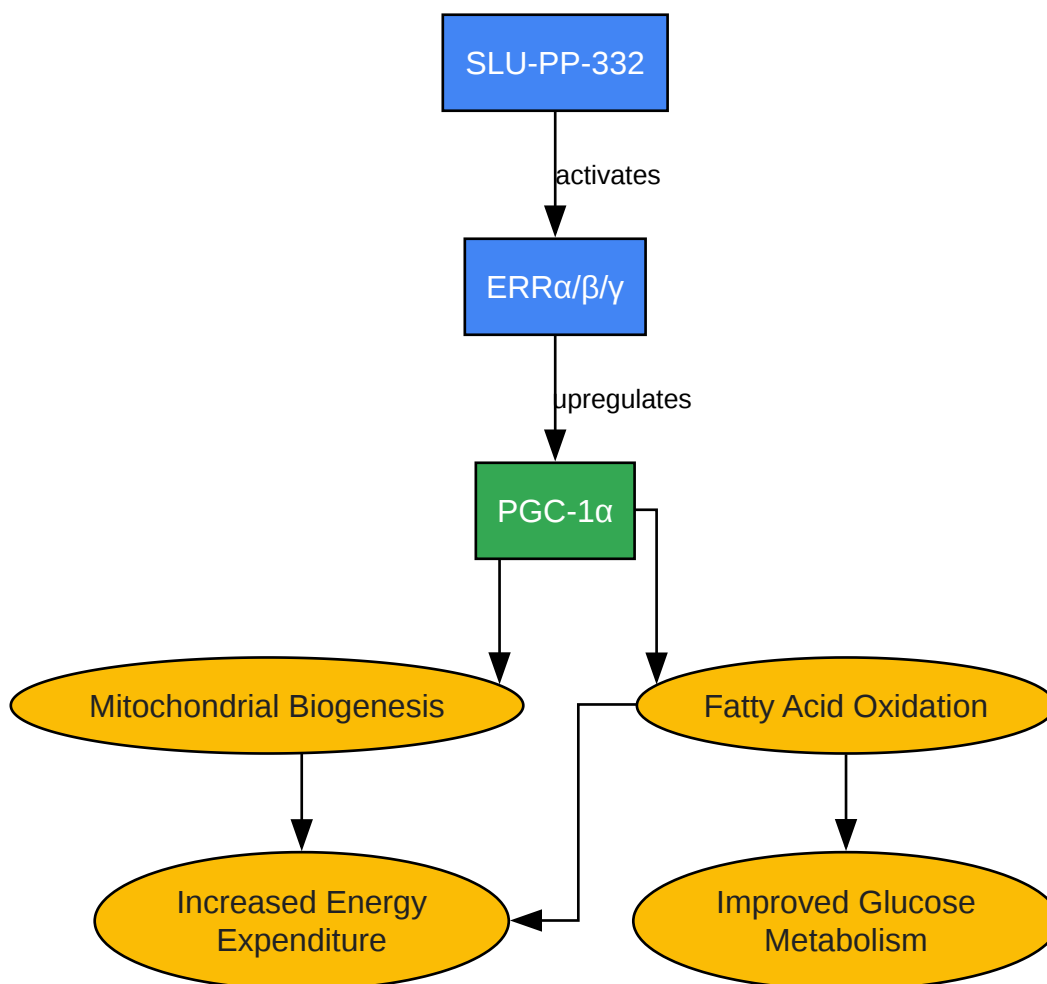 SLU-PP-332
activates
ERRα/β/γ
upregulates
PGC-1α
Mitochondrial Biogenesis
Fatty Acid Oxidation
Increased Energy
Expenditure
Improved Glucose
Metabolism